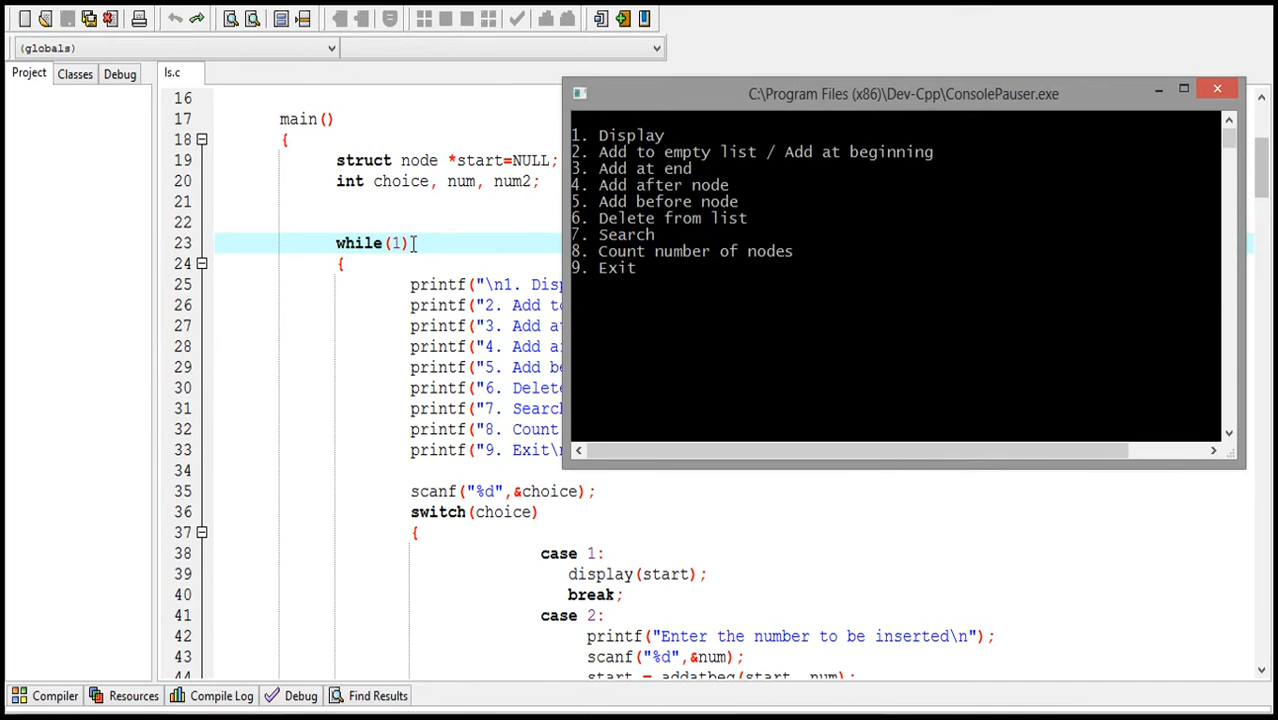 (globals)
Project Classes Debug
ls.c
C:\Program Files (x86)\Dev-Cpp\ConsolePauser.exe
1. Display
2. Add to empty list / Add at beginning
3. Add at end
4. Add after node
5. Add before node
6. Delete from list
7. Search
8. Count number of nodes
9. Exit
16
17 main()
18 {
19 struct node *start=NULL;
20 int choice, num, num2;
21
22
23 while(1)
24 {
25 printf("\n1. Disp
26 printf("2. Add to
27 printf("3. Add a
28 printf("4. Add a
29 printf("5. Add be
30 printf("6. Delete
31 printf("7. Search
32 printf("8. Count
33 printf("9. Exit\
34
35 scanf("%d",&choice);
36 switch(choice)
37 {
38 case 1:
39 display(start);
40 break;
41 case 2:
42 printf("Enter the number to be inserted\n");
43 scanf("%d",&num);
44 start = addatbeg(start, num);
Compiler Resources Compile Log Debug Find Results